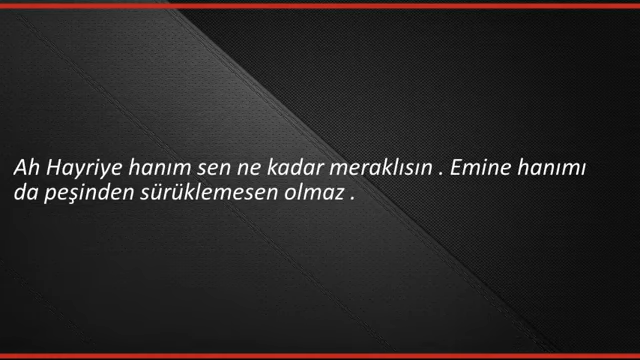 Ah Hayriye hanım sen ne kadar meraklısın . Emine hanımı
da peşinden sürüklemesen olmaz .